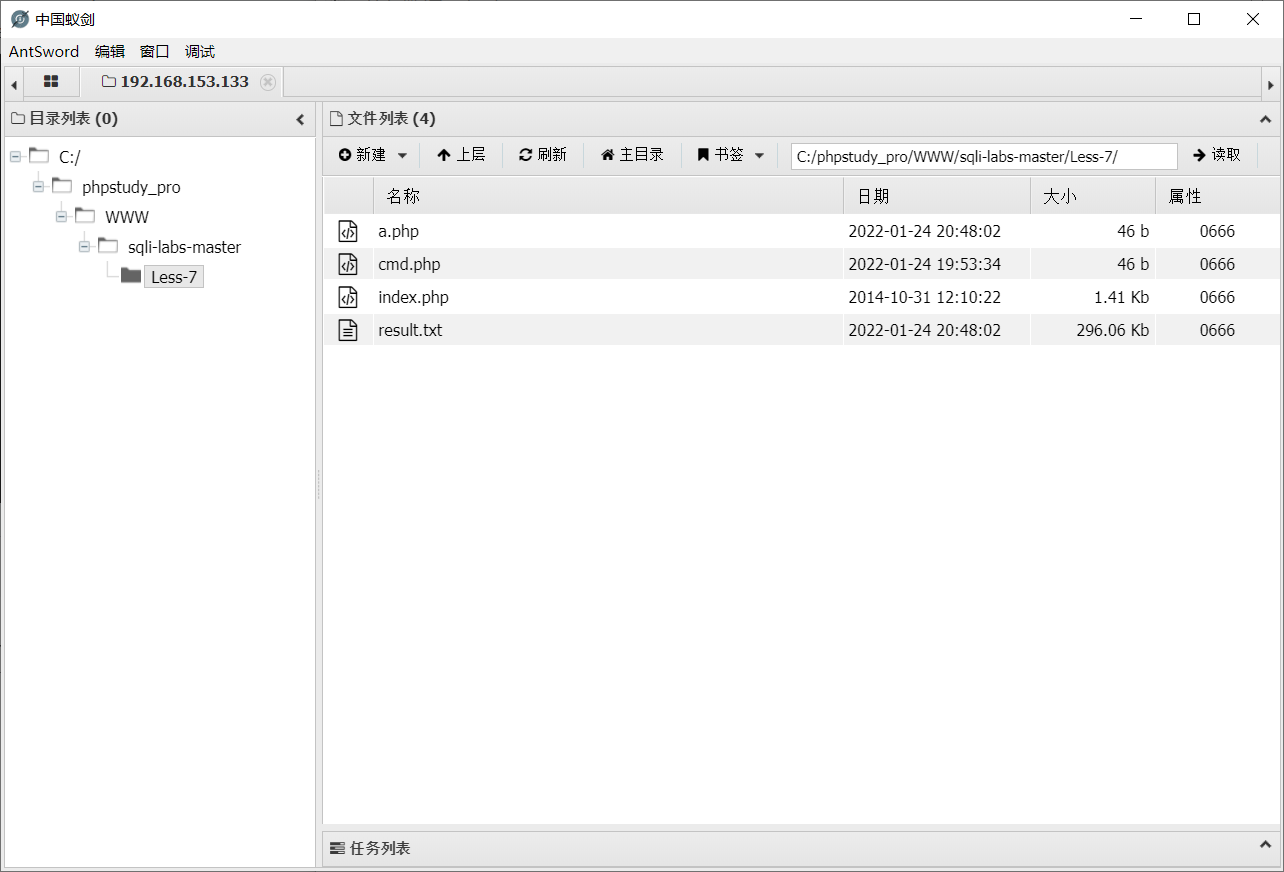 中国蚁剑
AntSword 编辑 窗口 调试
192.168.153.133
目录列表 (0)
文件列表 (4)
新建 上层 刷新 主目录 书签 C:/phpstudy_pro/WWW/sqli-labs-master/Less-7/ 读取
C:/
phpstudy_pro
WWW
sqli-labs-master
Less-7
名称 日期 大小 属性
a.php 2022-01-24 20:48:02 46 b 0666
cmd.php 2022-01-24 19:53:34 46 b 0666
index.php 2014-10-31 12:10:22 1.41 Kb 0666
result.txt 2022-01-24 20:48:02 296.06 Kb 0666
任务列表